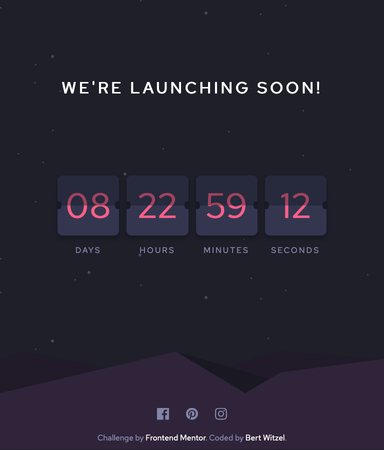 WE'RE LAUNCHING SOON!
08 22 59 12
DAYS HOURS MINUTES SECONDS
Challenge by Frontend Mentor. Coded by Bert Witzel.